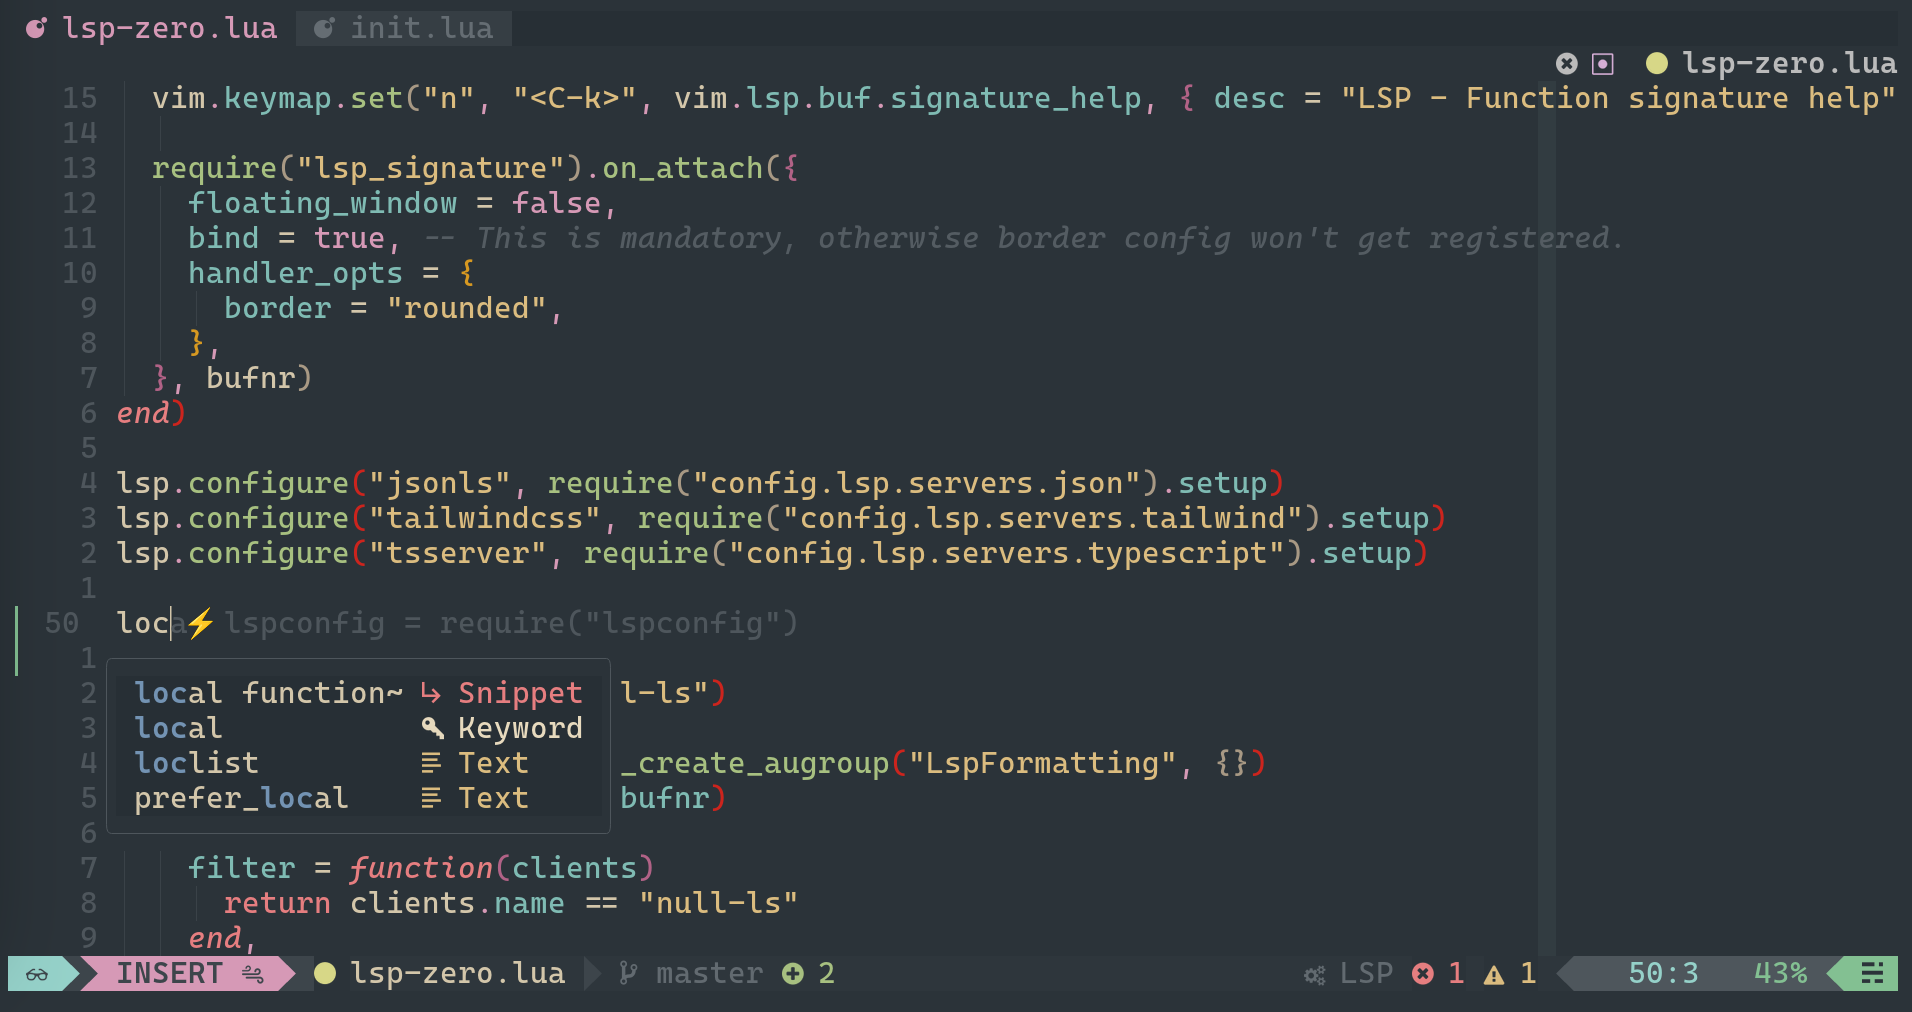 lsp-zero.lua init.lua
lsp-zero.lua
15 vim.keymap.set("n", "<C-k>", vim.lsp.buf.signature_help, { desc = "LSP - Function signature help"
14
13 require("lsp_signature").on_attach({
12 floating_window = false,
11 bind = true, -- This is mandatory, otherwise border config won't get registered.
10 handler_opts = {
9 border = "rounded",
8 },
7 }, bufnr)
6 end)
5
4 lsp.configure("jsonls", require("config.lsp.servers.json").setup)
3 lsp.configure("tailwindcss", require("config.lsp.servers.tailwind").setup)
2 lsp.configure("tsserver", require("config.lsp.servers.typescript").setup)
1
50 loca⚡ lspconfig = require("lspconfig")
1
2 local function~ Snippet l-ls")
3 local Keyword
4 loclist Text _create_augroup("LspFormatting", {})
5 prefer_local Text bufnr)
6
7 filter = function(clients)
8 return clients.name == "null-ls"
9 end,
INSERT lsp-zero.lua master 2 LSP 1 1 50:3 43%